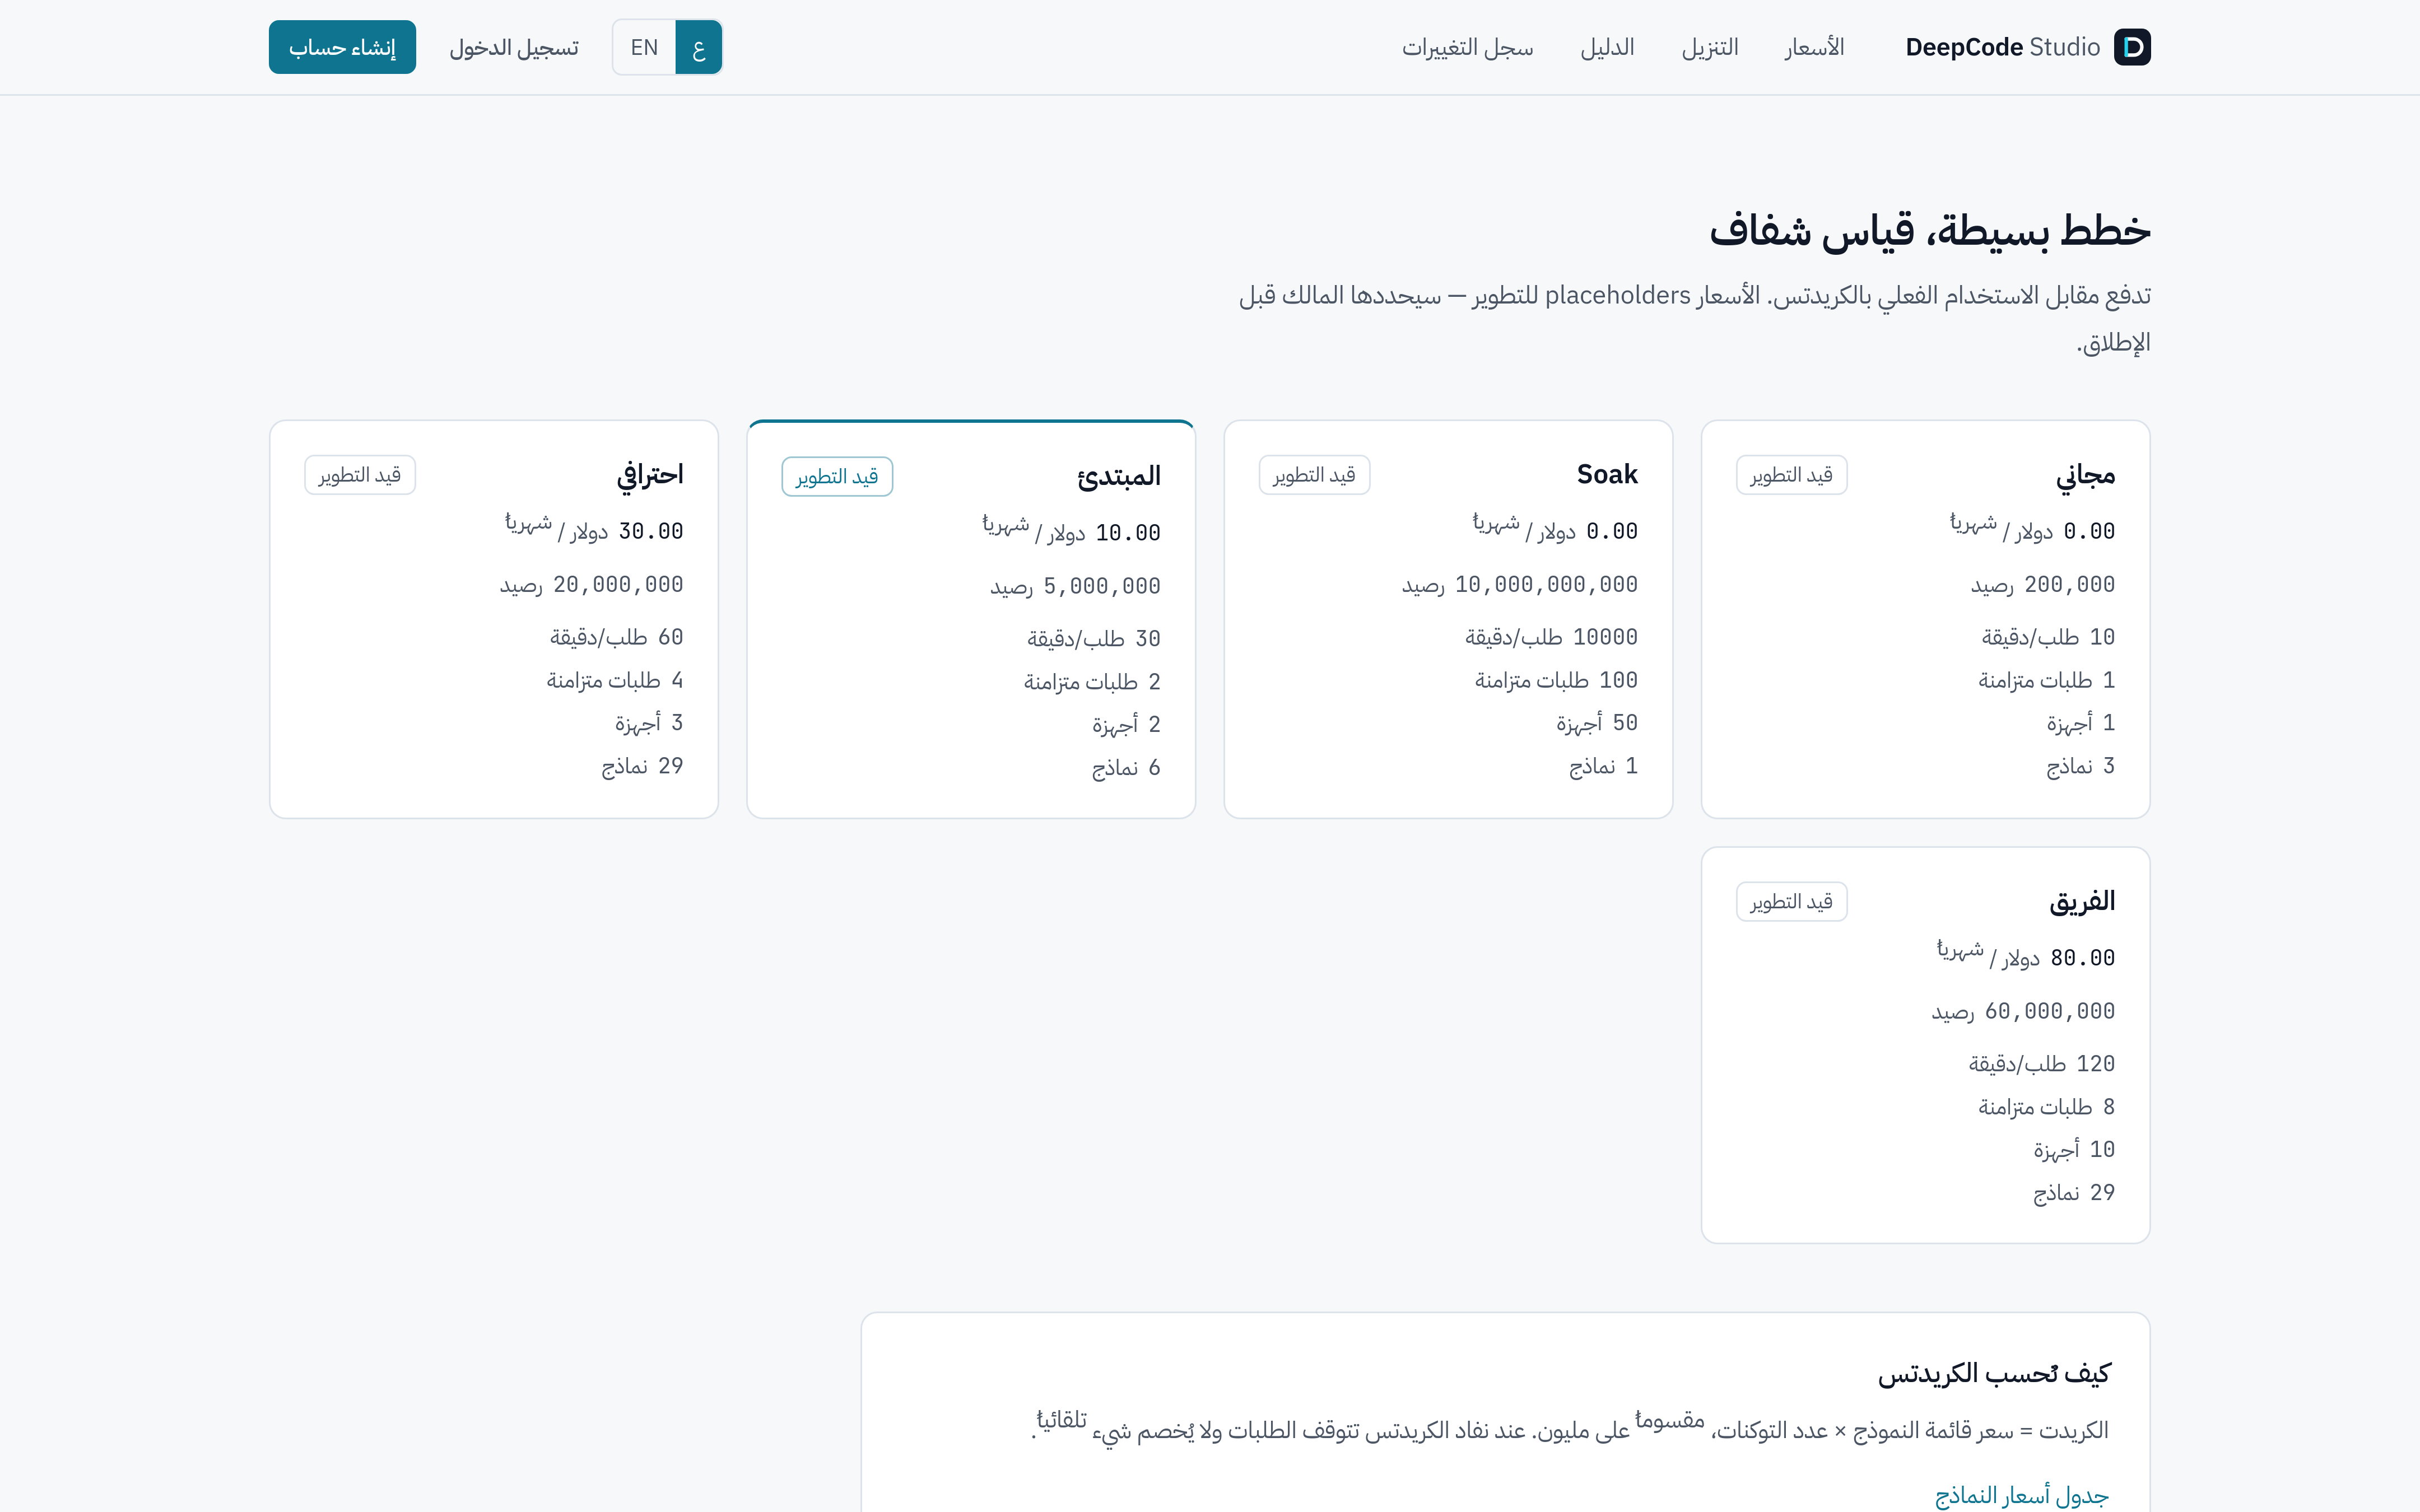 DeepCode Studio
الأسعار
التنزيل
الدليل
سجل التغييرات
ع
EN
تسجيل الدخول
إنشاء حساب
خطط بسيطة، قياس شفاف
تدفع مقابل الاستخدام الفعلي بالكريدتس. الأسعار placeholders للتطوير — سيحددها المالك قبل
الإطلاق.
مجاني
قيد التطوير
0.00 دولار / شهرياً
200,000 رصيد
10 طلب/دقيقة
1 طلبات متزامنة
1 أجهزة
3 نماذج
Soak
قيد التطوير
0.00 دولار / شهرياً
10,000,000,000 رصيد
10000 طلب/دقيقة
100 طلبات متزامنة
50 أجهزة
1 نماذج
المبتدئ
قيد التطوير
10.00 دولار / شهرياً
5,000,000 رصيد
30 طلب/دقيقة
2 طلبات متزامنة
2 أجهزة
6 نماذج
احترافي
قيد التطوير
30.00 دولار / شهرياً
20,000,000 رصيد
60 طلب/دقيقة
4 طلبات متزامنة
3 أجهزة
29 نماذج
الفريق
قيد التطوير
80.00 دولار / شهرياً
60,000,000 رصيد
120 طلب/دقيقة
8 طلبات متزامنة
10 أجهزة
29 نماذج
كيف تُحسب الكريدتس
الكريدت = سعر قائمة النموذج × عدد التوكنات، مقسوماً على مليون. عند نفاد الكريدتس تتوقف الطلبات ولا يُخصم شيء تلقائياً.
جدول أسعار النماذج